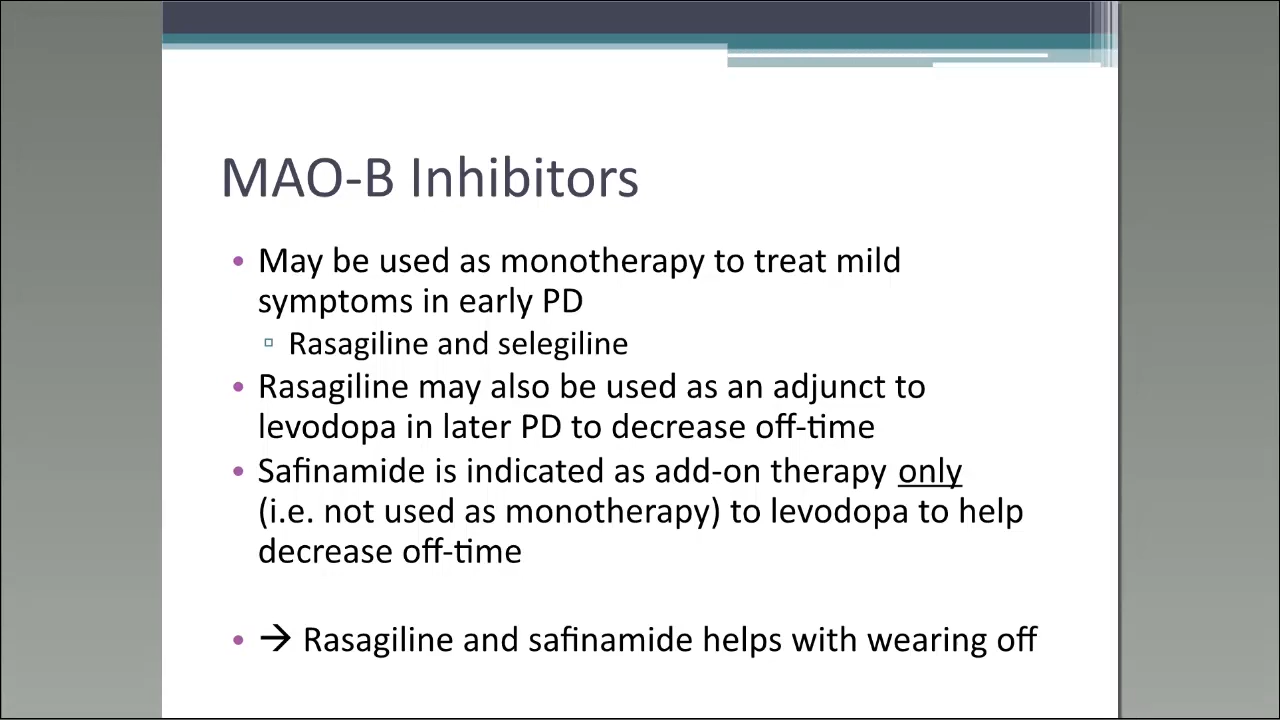 MAO-B Inhibitors
• May be used as monotherapy to treat mild
symptoms in early PD
▫ Rasagiline and selegiline
• Rasagiline may also be used as an adjunct to
levodopa in later PD to decrease off-time
• Safinamide is indicated as add-on therapy only
(i.e. not used as monotherapy) to levodopa to help
decrease off-time
• → Rasagiline and safinamide helps with wearing off